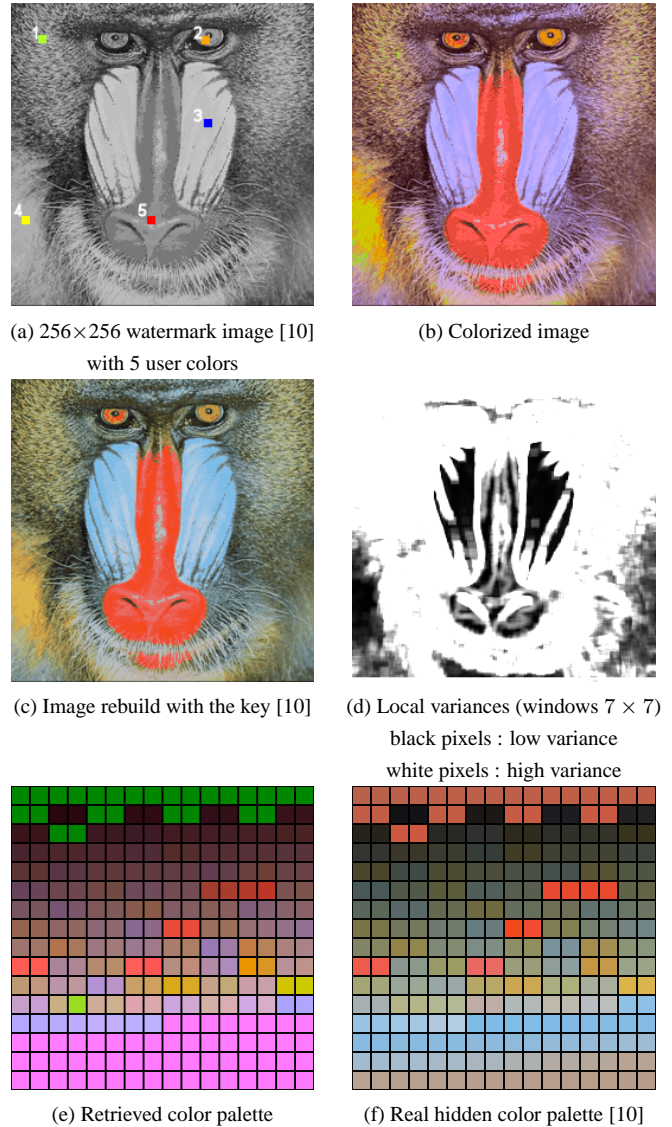 1
2
3
4
5
(a) 256×256 watermark image [10]
with 5 user colors
(b) Colorized image
(c) Image rebuild with the key [10]
(d) Local variances (windows 7 × 7)
black pixels : low variance
white pixels : high variance
(e) Retrieved color palette
(f) Real hidden color palette [10]